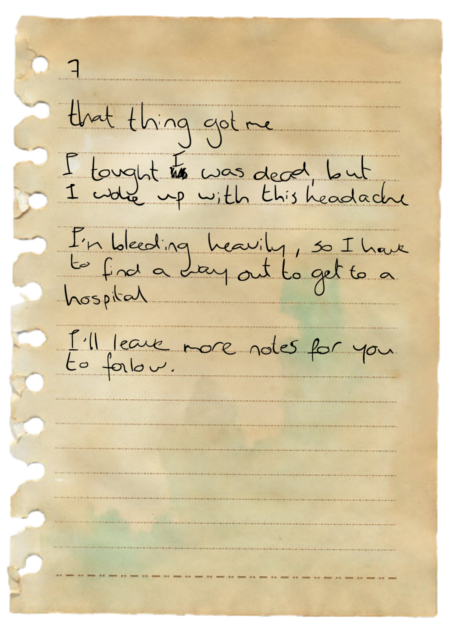 7
that thing got me
I tought I was dead, but
I woke up with this headache
I'm bleeding heavily, so I have
to find a way out to get to a
hospital
I'll leave more notes for you
to follow.